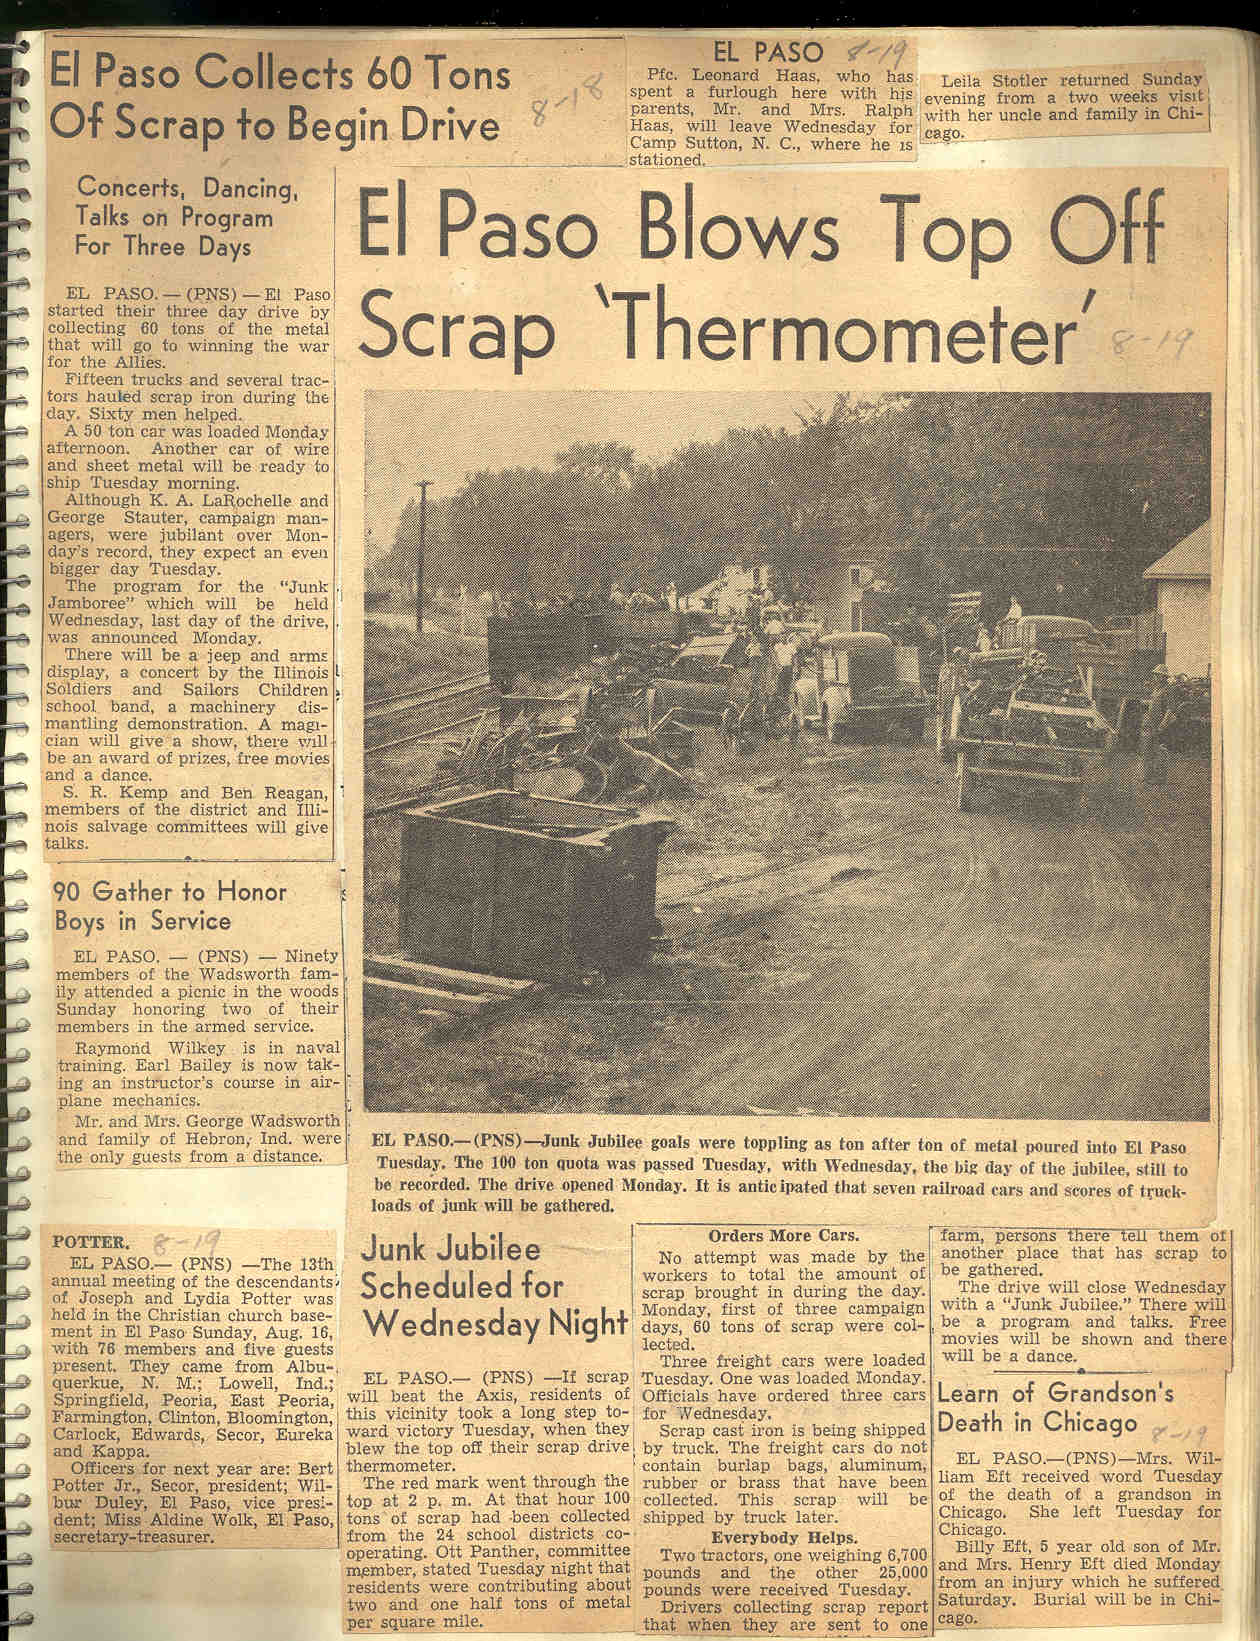 El Paso Collects 60 Tons
Of Scrap to Begin Drive
8-18
Concerts, Dancing,
Talks on Program
For Three Days
EL PASO. — (PNS) — El Paso
started their three day drive by
collecting 60 tons of the metal
that will go to winning the war
for the Allies.
Fifteen trucks and several trac-
tors hauled scrap iron during the
day. Sixty men helped.
A 50 ton car was loaded Monday
afternoon. Another car of wire
and sheet metal will be ready to
ship Tuesday morning.
Although K. A. LaRochelle and
George Stauter, campaign man-
agers, were jubilant over Mon-
day's record, they expect an even
bigger day Tuesday.
The program for the "Junk
Jamboree" which will be held
Wednesday, last day of the drive,
was announced Monday.
There will be a jeep and arms
display, a concert by the Illinois
Soldiers and Sailors Children
school band, a machinery dis-
mantling demonstration. A magi-
cian will give a show, there will
be an award of prizes, free movies
and a dance.
S. R. Kemp and Ben Reagan,
members of the district and Illi-
nois salvage committees will give
talks.
90 Gather to Honor
Boys in Service
EL PASO. — (PNS) — Ninety
members of the Wadsworth fam-
ily attended a picnic in the woods
Sunday honoring two of their
members in the armed service.
Raymond Wilkey is in naval
training. Earl Bailey is now tak-
ing an instructor's course in air-
plane mechanics.
Mr. and Mrs. George Wadsworth
and family of Hebron, Ind. were
the only guests from a distance.
POTTER.
8-19
EL PASO.— (PNS) —The 13th
annual meeting of the descendants
of Joseph and Lydia Potter was
held in the Christian church base-
ment in El Paso Sunday, Aug. 16,
with 76 members and five guests
present. They came from Albu-
querkue, N. M.; Lowell, Ind.;
Springfield, Peoria, East Peoria,
Farmington, Clinton, Bloomington,
Carlock, Edwards, Secor, Eureka
and Kappa.
Officers for next year are: Bert
Potter Jr., Secor, president; Wil-
bur Duley, El Paso, vice presi-
dent; Miss Aldine Wolk, El Paso,
secretary-treasurer.
EL PASO
8-19
Pfc. Leonard Haas, who has
spent a furlough here with his
parents, Mr. and Mrs. Ralph
Haas, will leave Wednesday for
Camp Sutton, N. C., where he is
stationed.
Leila Stotler returned Sunday
evening from a two weeks visit
with her uncle and family in Chi-
cago.
El Paso Blows Top Off
Scrap 'Thermometer'
8-19
EL PASO.—(PNS)—Junk Jubilee goals were toppling as ton after ton of metal poured into El Paso
Tuesday. The 100 ton quota was passed Tuesday, with Wednesday, the big day of the jubilee, still to
be recorded. The drive opened Monday. It is anticipated that seven railroad cars and scores of truck-
loads of junk will be gathered.
Junk Jubilee
Scheduled for
Wednesday Night
EL PASO.— (PNS) —If scrap
will beat the Axis, residents of
this vicinity took a long step to-
ward victory Tuesday, when they
blew the top off their scrap drive
thermometer.
The red mark went through the
top at 2 p. m. At that hour 100
tons of scrap had been collected
from the 24 school districts co-
operating. Ott Panther, committee
member, stated Tuesday night that
residents were contributing about
two and one half tons of metal
per square mile.
Orders More Cars.
No attempt was made by the
workers to total the amount of
scrap brought in during the day.
Monday, first of three campaign
days, 60 tons of scrap were col-
lected.
Three freight cars were loaded
Tuesday. One was loaded Monday.
Officials have ordered three cars
for Wednesday.
Scrap cast iron is being shipped
by truck. The freight cars do not
contain burlap bags, aluminum,
rubber or brass that have been
collected. This scrap will be
shipped by truck later.
Everybody Helps.
Two tractors, one weighing 6,700
pounds and the other 25,000
pounds were received Tuesday.
Drivers collecting scrap report
that when they are sent to one
farm, persons there tell them of
another place that has scrap to
be gathered.
The drive will close Wednesday
with a "Junk Jubilee." There will
be a program and talks. Free
movies will be shown and there
will be a dance.
Learn of Grandson's
Death in Chicago
8-19
EL PASO.—(PNS)—Mrs. Wil-
liam Eft received word Tuesday
of the death of a grandson in
Chicago. She left Tuesday for
Chicago.
Billy Eft, 5 year old son of Mr.
and Mrs. Henry Eft died Monday
from an injury which he suffered
Saturday. Burial will be in Chi-
cago.